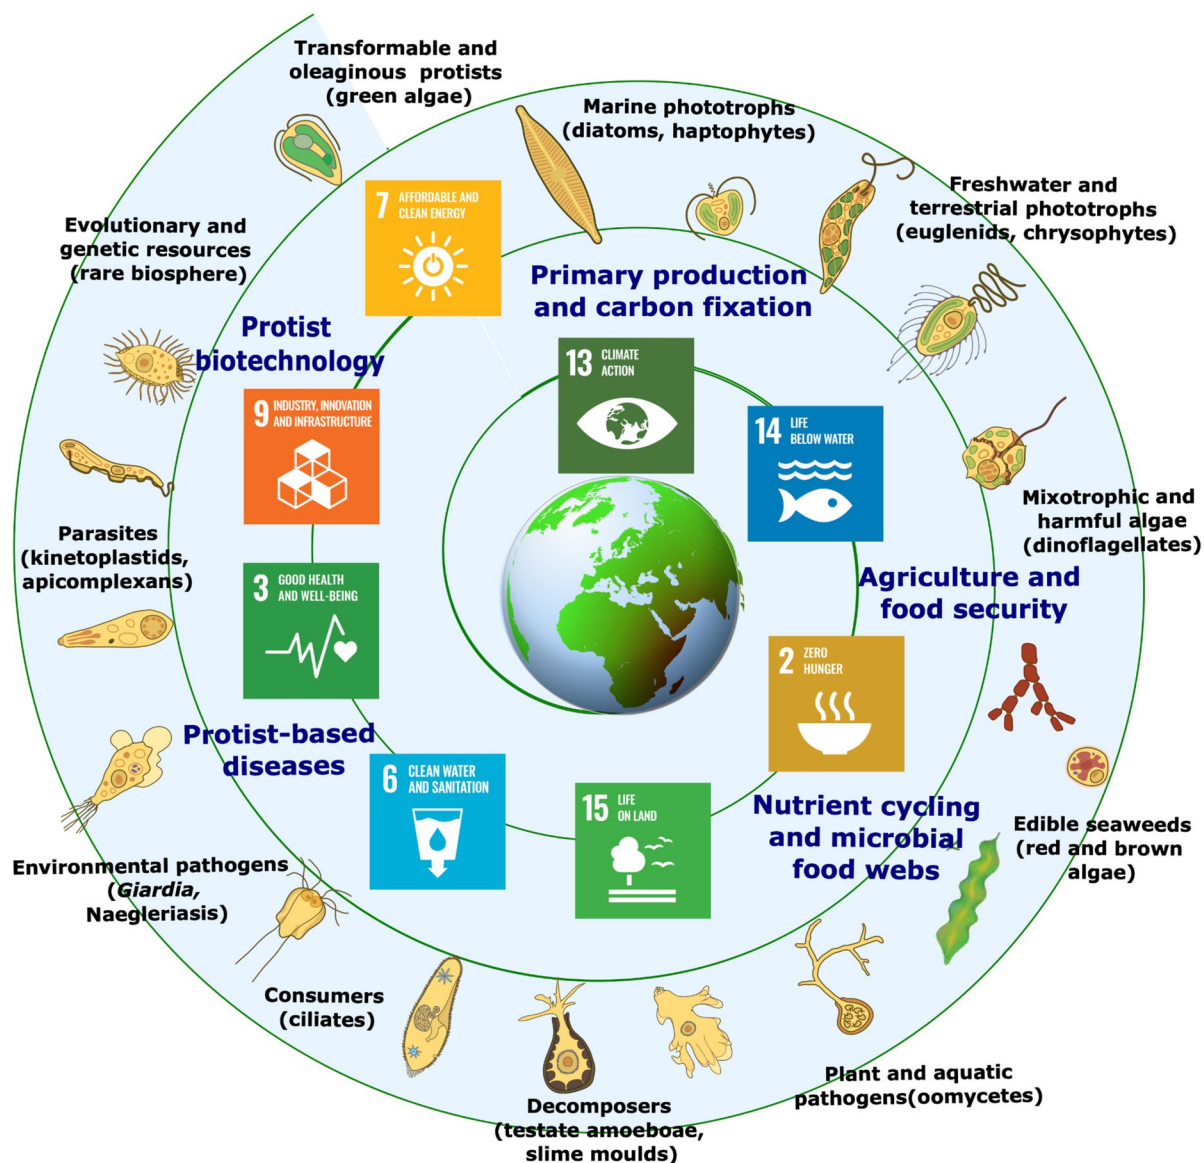 Transformable and
oleaginous protists
(green algae)
Marine phototrophs
(diatoms, haptophytes)
Freshwater and
terrestrial phototrophs
(euglenids, chrysophytes)
Evolutionary and
genetic resources
(rare biosphere)
7 AFFORDABLE AND
CLEAN ENERGY
Primary production
and carbon fixation
Protist
biotechnology
13 CLIMATE
ACTION
9 INDUSTRY, INNOVATION
AND INFRASTRUCTURE
14 LIFE
BELOW WATER
Mixotrophic and
harmful algae
(dinoflagellates)
Parasites
(kinetoplastids,
apicomplexans)
3 GOOD HEALTH
AND WELL-BEING
Agriculture and
food security
2 ZERO
HUNGER
Protist-based
diseases
6 CLEAN WATER
AND SANITATION
15 LIFE
ON LAND
Nutrient cycling
and microbial
food webs
Edible seaweeds
(red and brown
algae)
Environmental pathogens
(Giardia,
Naegleriasis)
Consumers
(ciliates)
Plant and aquatic
pathogens(oomycetes)
Decomposers
(testate amoeboae,
slime moulds)